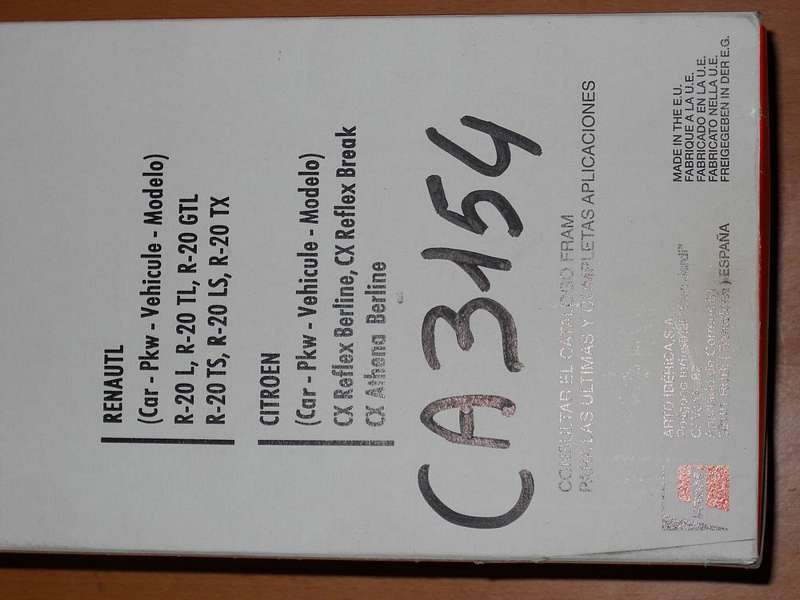 RENAUTL
(Car - Pkw - Vehicule - Modelo)
R-20 L, R-20 TL, R-20 GTL
R-20 TS, R-20 LS, R-20 TX
CITROEN
(Car - Pkw - Vehicule - Modelo)
CX Reflex Berline, CX Reflex Break
CX Athena Berline
CA3154
CONSULTAR EL CATALOGO FRAM
PARA LAS ULTIMAS Y COMPLETAS APLICACIONES
ESPAÑA
MADE IN THE E.U.
FABRIQUE A LA U.E.
FABRICADO EN LA U.E.
FABRICATO NELLA U.E.
FREIGEGEBEN IN DER E.G.